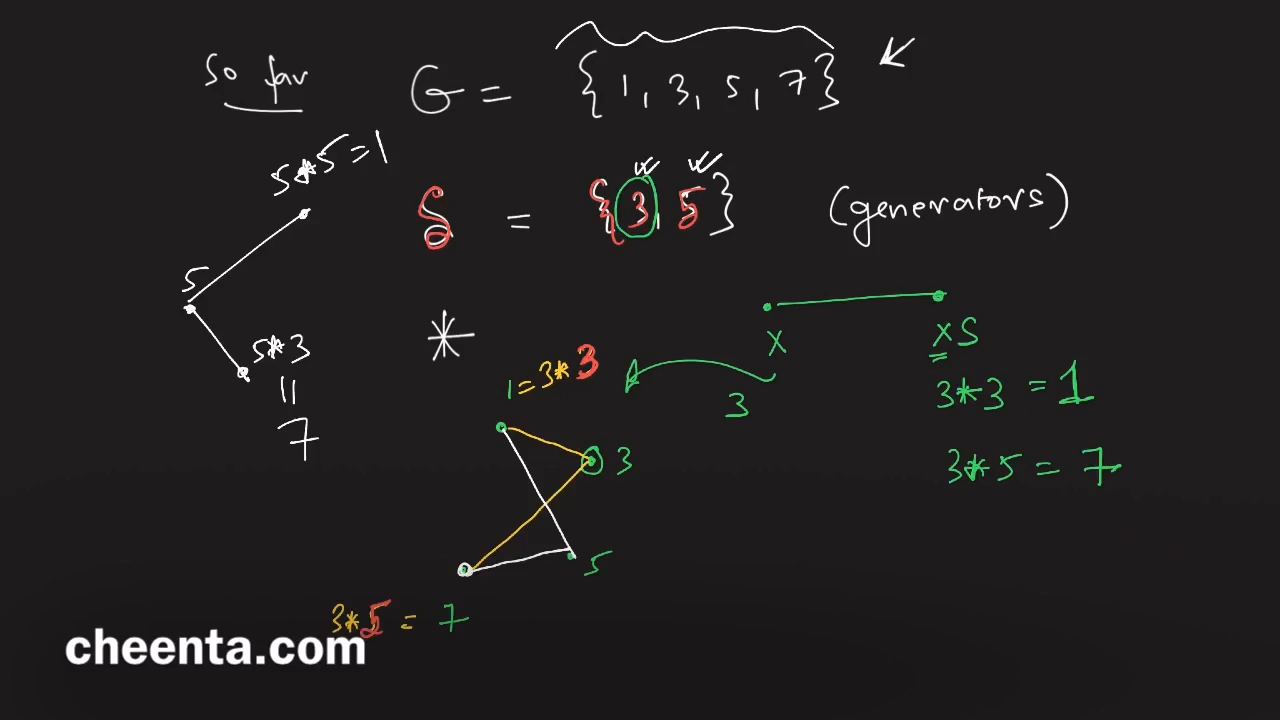 So far G = {1, 3, 5, 7}
5*5=1
S = {3, 5} (generators)
5
5*3
||
7
*
1=3*3
x
xS
3
3*3 = 1
3
3*5 = 7
5
3*5 = 7
cheenta.com